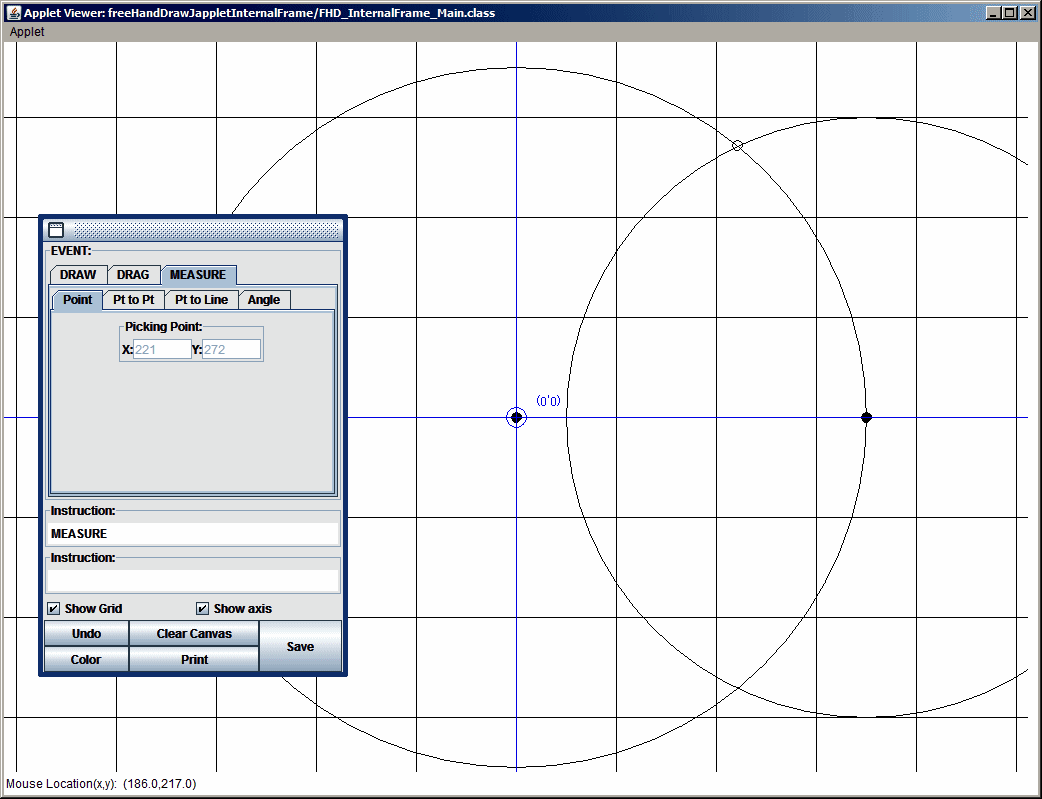 Applet Viewer: freeHandDrawJappletInternalFrame/FHD_InternalFrame_Main.class
Applet
EVENT:
DRAW DRAG MEASURE
Point Pt to Pt Pt to Line Angle
Picking Point:
X: 221 Y: 272
(0'0)
Instruction:
MEASURE
Instruction:
Show Grid Show axis
Undo Clear Canvas Save
Color Print
Mouse Location(x,y): (186.0,217.0)